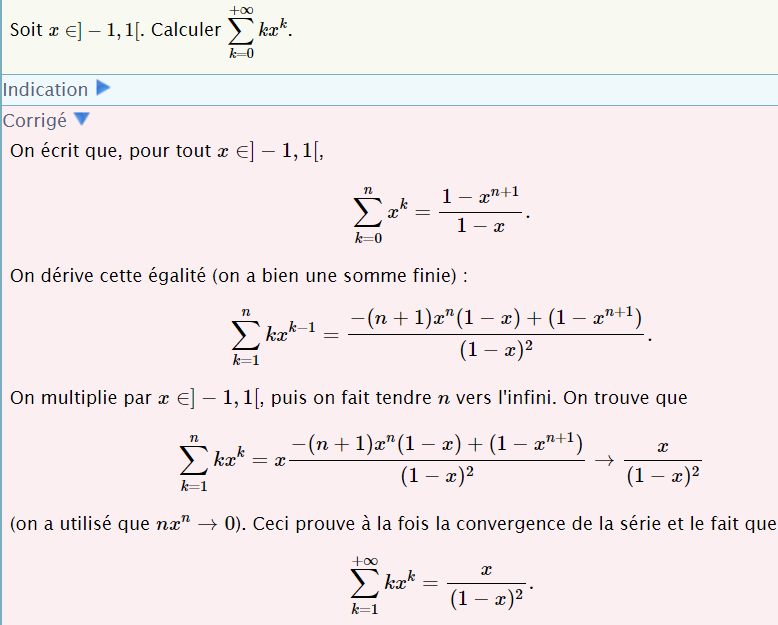 Soit $x \in ]-1,1[$. Calculer $\sum_{k=0}^{+\infty} kx^k$.
Indication
Corrigé
On écrit que, pour tout $x \in ]-1,1[$,
$\sum_{k=0}^{n} x^k = \frac{1-x^{n+1}}{1-x}.$
On dérive cette égalité (on a bien une somme finie) :
$\sum_{k=1}^{n} kx^{k-1} = \frac{-(n+1)x^n(1-x)+(1-x^{n+1})}{(1-x)^2}.$
On multiplie par $x \in ]-1,1[$, puis on fait tendre $n$ vers l'infini. On trouve que
$\sum_{k=1}^{n} kx^k = x\frac{-(n+1)x^n(1-x)+(1-x^{n+1})}{(1-x)^2} \to \frac{x}{(1-x)^2}$
(on a utilisé que $nx^n \to 0$). Ceci prouve à la fois la convergence de la série et le fait que
$\sum_{k=1}^{+\infty} kx^k = \frac{x}{(1-x)^2}.$